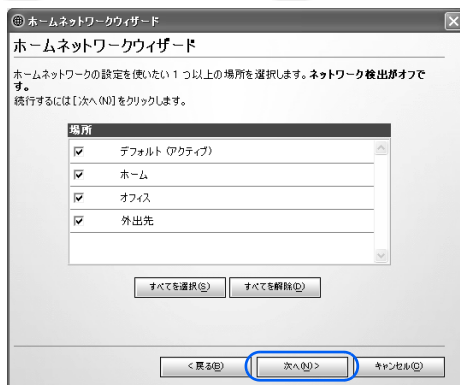 ホームネットワークウィザード
ホームネットワークウィザード
ホームネットワークの設定を使いたい 1 つ以上の場所を選択します。ネットワーク検出がオフで
す。
続行するには [次へ(N)] をクリックします。
場所
デフォルト (アクティブ)
ホーム
オフィス
外出先
すべてを選択(S)
すべてを解除(D)
< 戻る(B)
次へ(N) >
キャンセル(C)